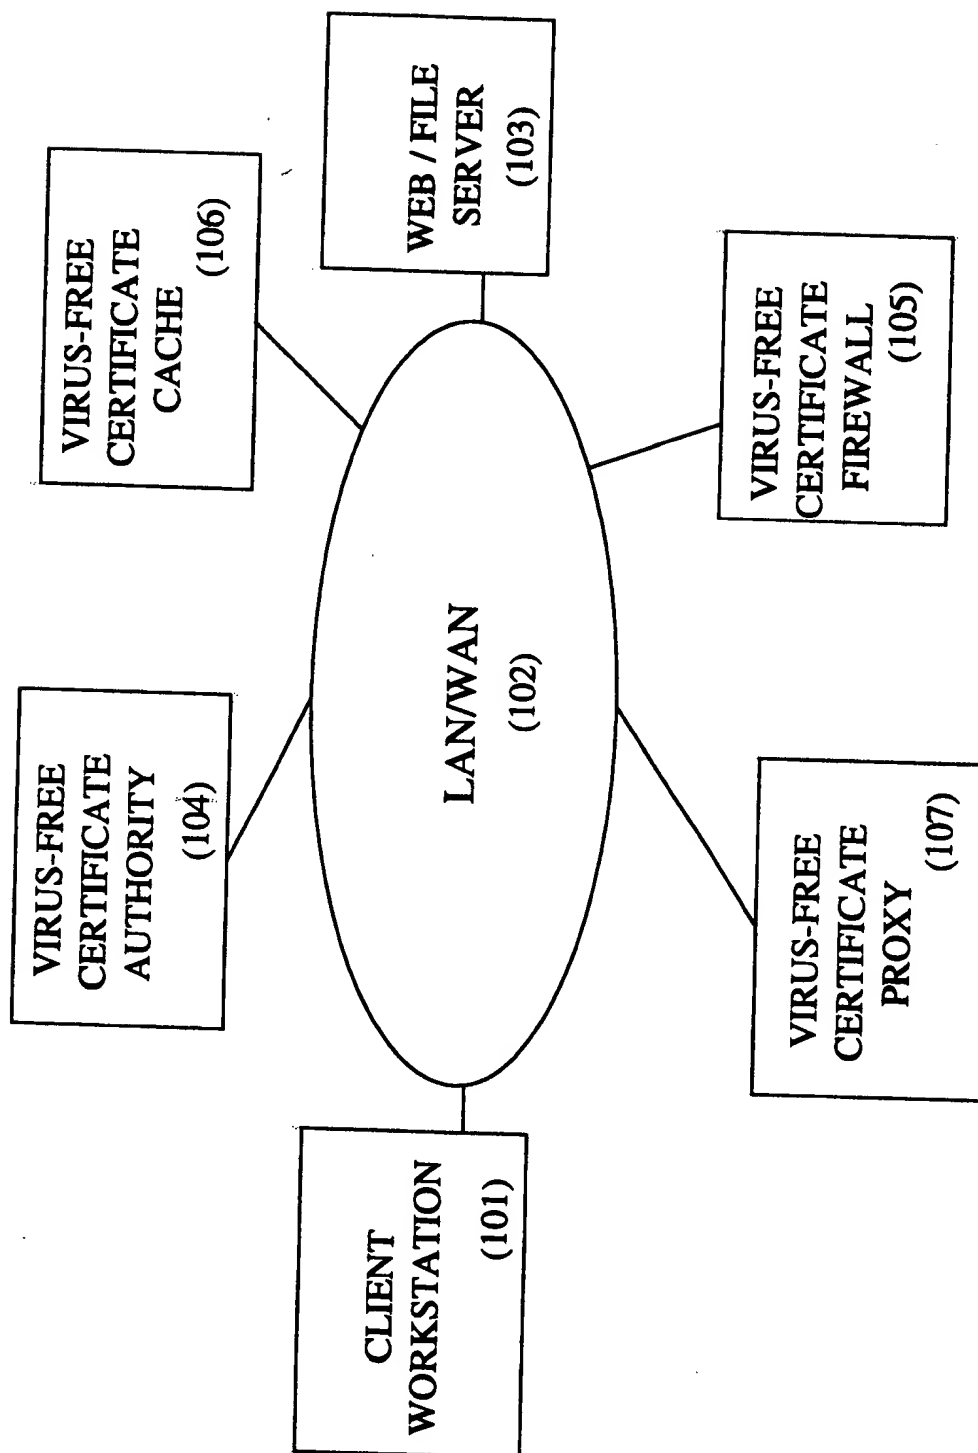 VIRUS-FREE
CERTIFICATE
AUTHORITY
(104)
VIRUS-FREE
CERTIFICATE
CACHE
(106)
CLIENT
WORKSTATION
(101)
LAN/WAN
(102)
WEB / FILE
SERVER
(103)
VIRUS-FREE
CERTIFICATE
PROXY
(107)
VIRUS-FREE
CERTIFICATE
FIREWALL
(105)